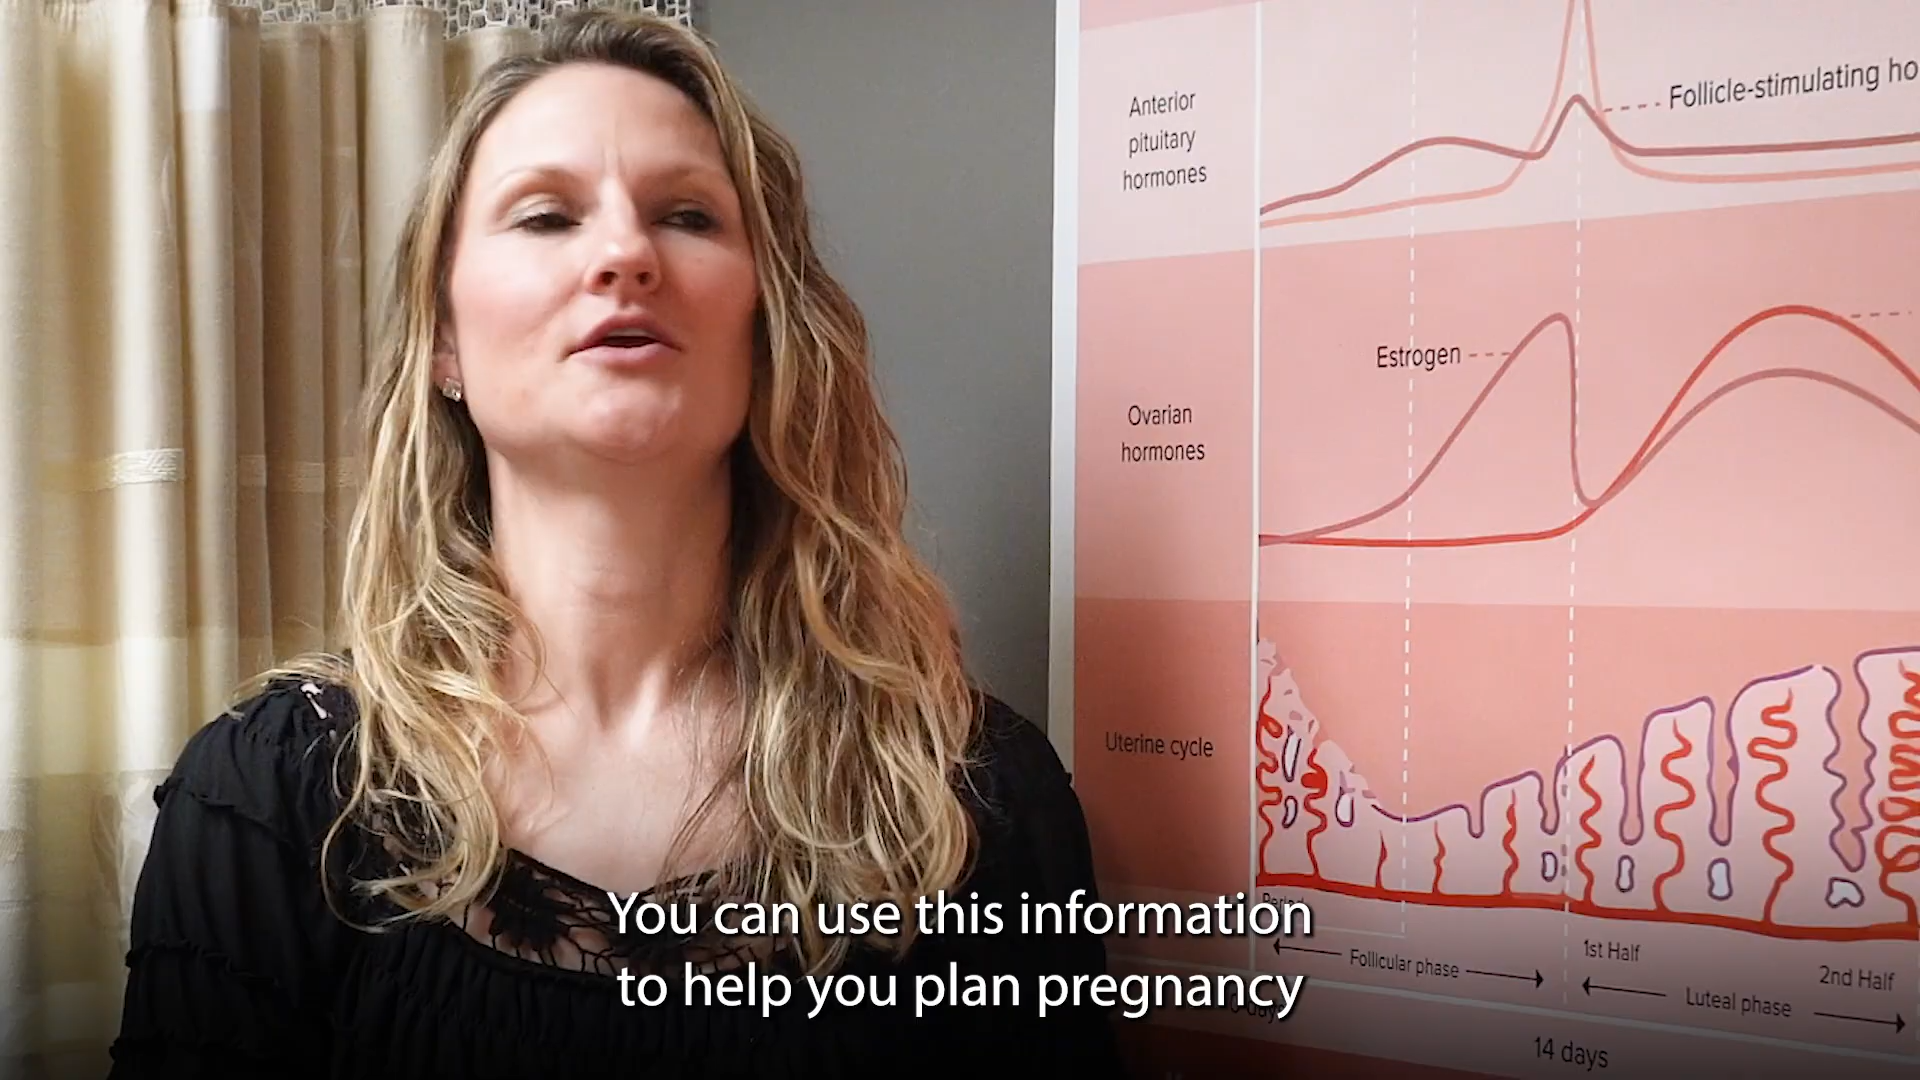 Anterior
pituitary
hormones
Follicle-stimulating ho
Estrogen
Ovarian
hormones
Uterine cycle
You can use this information
to help you plan pregnancy
Follicular phase
1st Half
2nd Half
Luteal phase
14 days